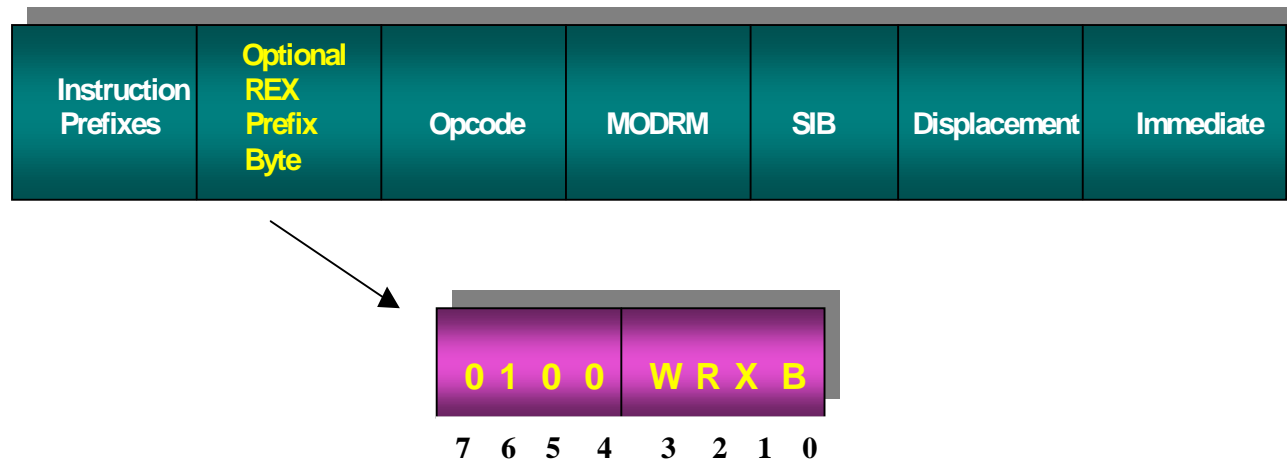 Instruction Prefixes
Optional REX Prefix Byte
Opcode
MODRM
SIB
Displacement
Immediate
0 1 0 0 W R X B
7 6 5 4 3 2 1 0